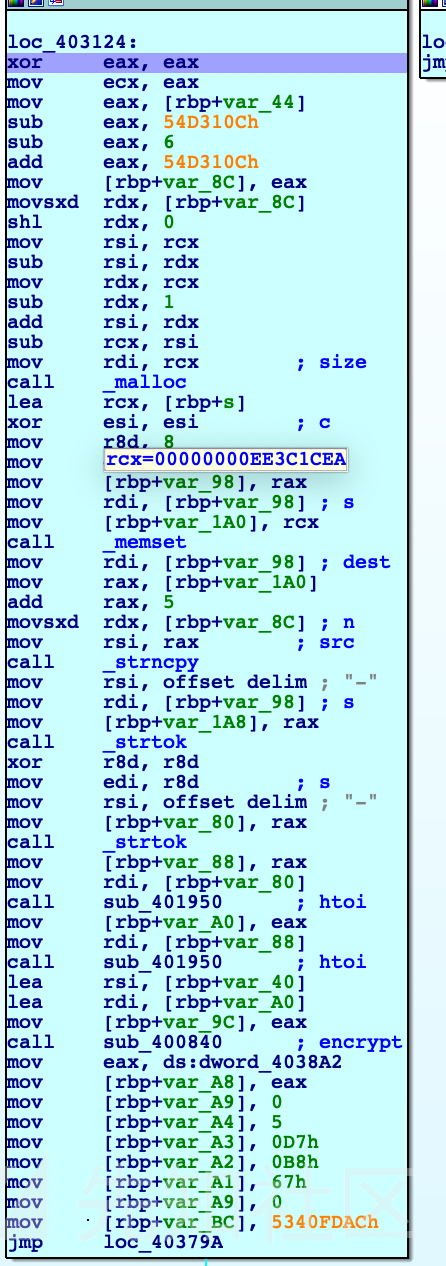 loc_403124:
xor eax, eax
mov ecx, eax
mov eax, [rbp+var_44]
sub eax, 54D310Ch
sub eax, 6
add eax, 54D310Ch
mov [rbp+var_8C], eax
movsxd rdx, [rbp+var_8C]
shl rdx, 0
mov rsi, rcx
sub rsi, rdx
mov rdx, rcx
sub rdx, 1
add rsi, rdx
sub rcx, rsi
mov rdi, rcx ; size
call _malloc
lea rcx, [rbp+s]
xor esi, esi ; c
mov r8d, 8
mov rcx=00000000EE3C1CEA
mov [rbp+var_98], rax
mov rdi, [rbp+var_98] ; s
mov [rbp+var_1A0], rcx
call _memset
mov rdi, [rbp+var_98] ; dest
mov rax, [rbp+var_1A0]
add rax, 5
movsxd rdx, [rbp+var_8C] ; n
mov rsi, rax ; src
call _strncpy
mov rsi, offset delim ; "-"
mov rdi, [rbp+var_98] ; s
mov [rbp+var_1A8], rax
call _strtok
xor r8d, r8d
mov edi, r8d ; s
mov rsi, offset delim ; "-"
mov [rbp+var_80], rax
call _strtok
mov [rbp+var_88], rax
mov rdi, [rbp+var_80]
call sub_401950 ; htoi
mov [rbp+var_A0], eax
mov rdi, [rbp+var_88]
call sub_401950 ; htoi
lea rsi, [rbp+var_40]
lea rdi, [rbp+var_A0]
mov [rbp+var_9C], eax
call sub_400840 ; encrypt
mov eax, ds:dword_4038A2
mov [rbp+var_A8], eax
mov [rbp+var_A9], 0
mov [rbp+var_A4], 5
mov [rbp+var_A3], 0D7h
mov [rbp+var_A2], 0B8h
mov [rbp+var_A1], 67h
mov [rbp+var_A9], 0
mov [rbp+var_BC], 5340FDACh
jmp loc_40379A